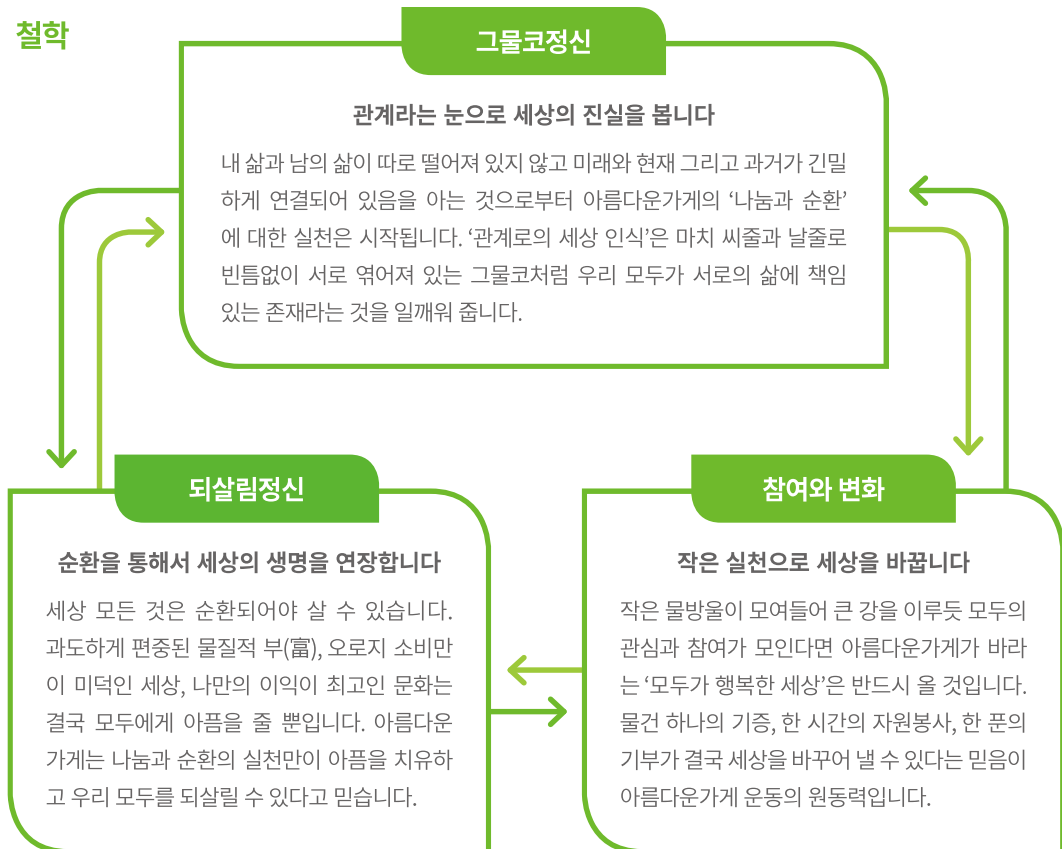 철학
그물코정신
관계라는 눈으로 세상의 진실을 봅니다
내 삶과 남의 삶이 따로 떨어져 있지 않고 미래와 현재 그리고 과거가 긴밀
하게 연결되어 있음을 아는 것으로부터 아름다운가게의 ‘나눔과 순환’
에 대한 실천은 시작됩니다. ‘관계로의 세상 인식’은 마치 씨줄과 날줄로
빈틈없이 서로 엮어져 있는 그물코처럼 우리 모두가 서로의 삶에 책임
있는 존재라는 것을 일깨워 줍니다.
되살림정신
순환을 통해서 세상의 생명을 연장합니다
세상 모든 것은 순환되어야 살 수 있습니다.
과도하게 편중된 물질적 부(富), 오로지 소비만
이 미덕인 세상, 나만의 이익이 최고인 문화는
결국 모두에게 아픔을 줄 뿐입니다. 아름다운
가게는 나눔과 순환의 실천만이 아픔을 치유하
고 우리 모두를 되살릴 수 있다고 믿습니다.
참여와 변화
작은 실천으로 세상을 바꿉니다
작은 물방울이 모여들어 큰 강을 이루듯 모두의
관심과 참여가 모인다면 아름다운가게가 바라
는 ‘모두가 행복한 세상’은 반드시 올 것입니다.
물건 하나의 기증, 한 시간의 자원봉사, 한 푼의
기부가 결국 세상을 바꾸어 낼 수 있다는 믿음이
아름다운가게 운동의 원동력입니다.